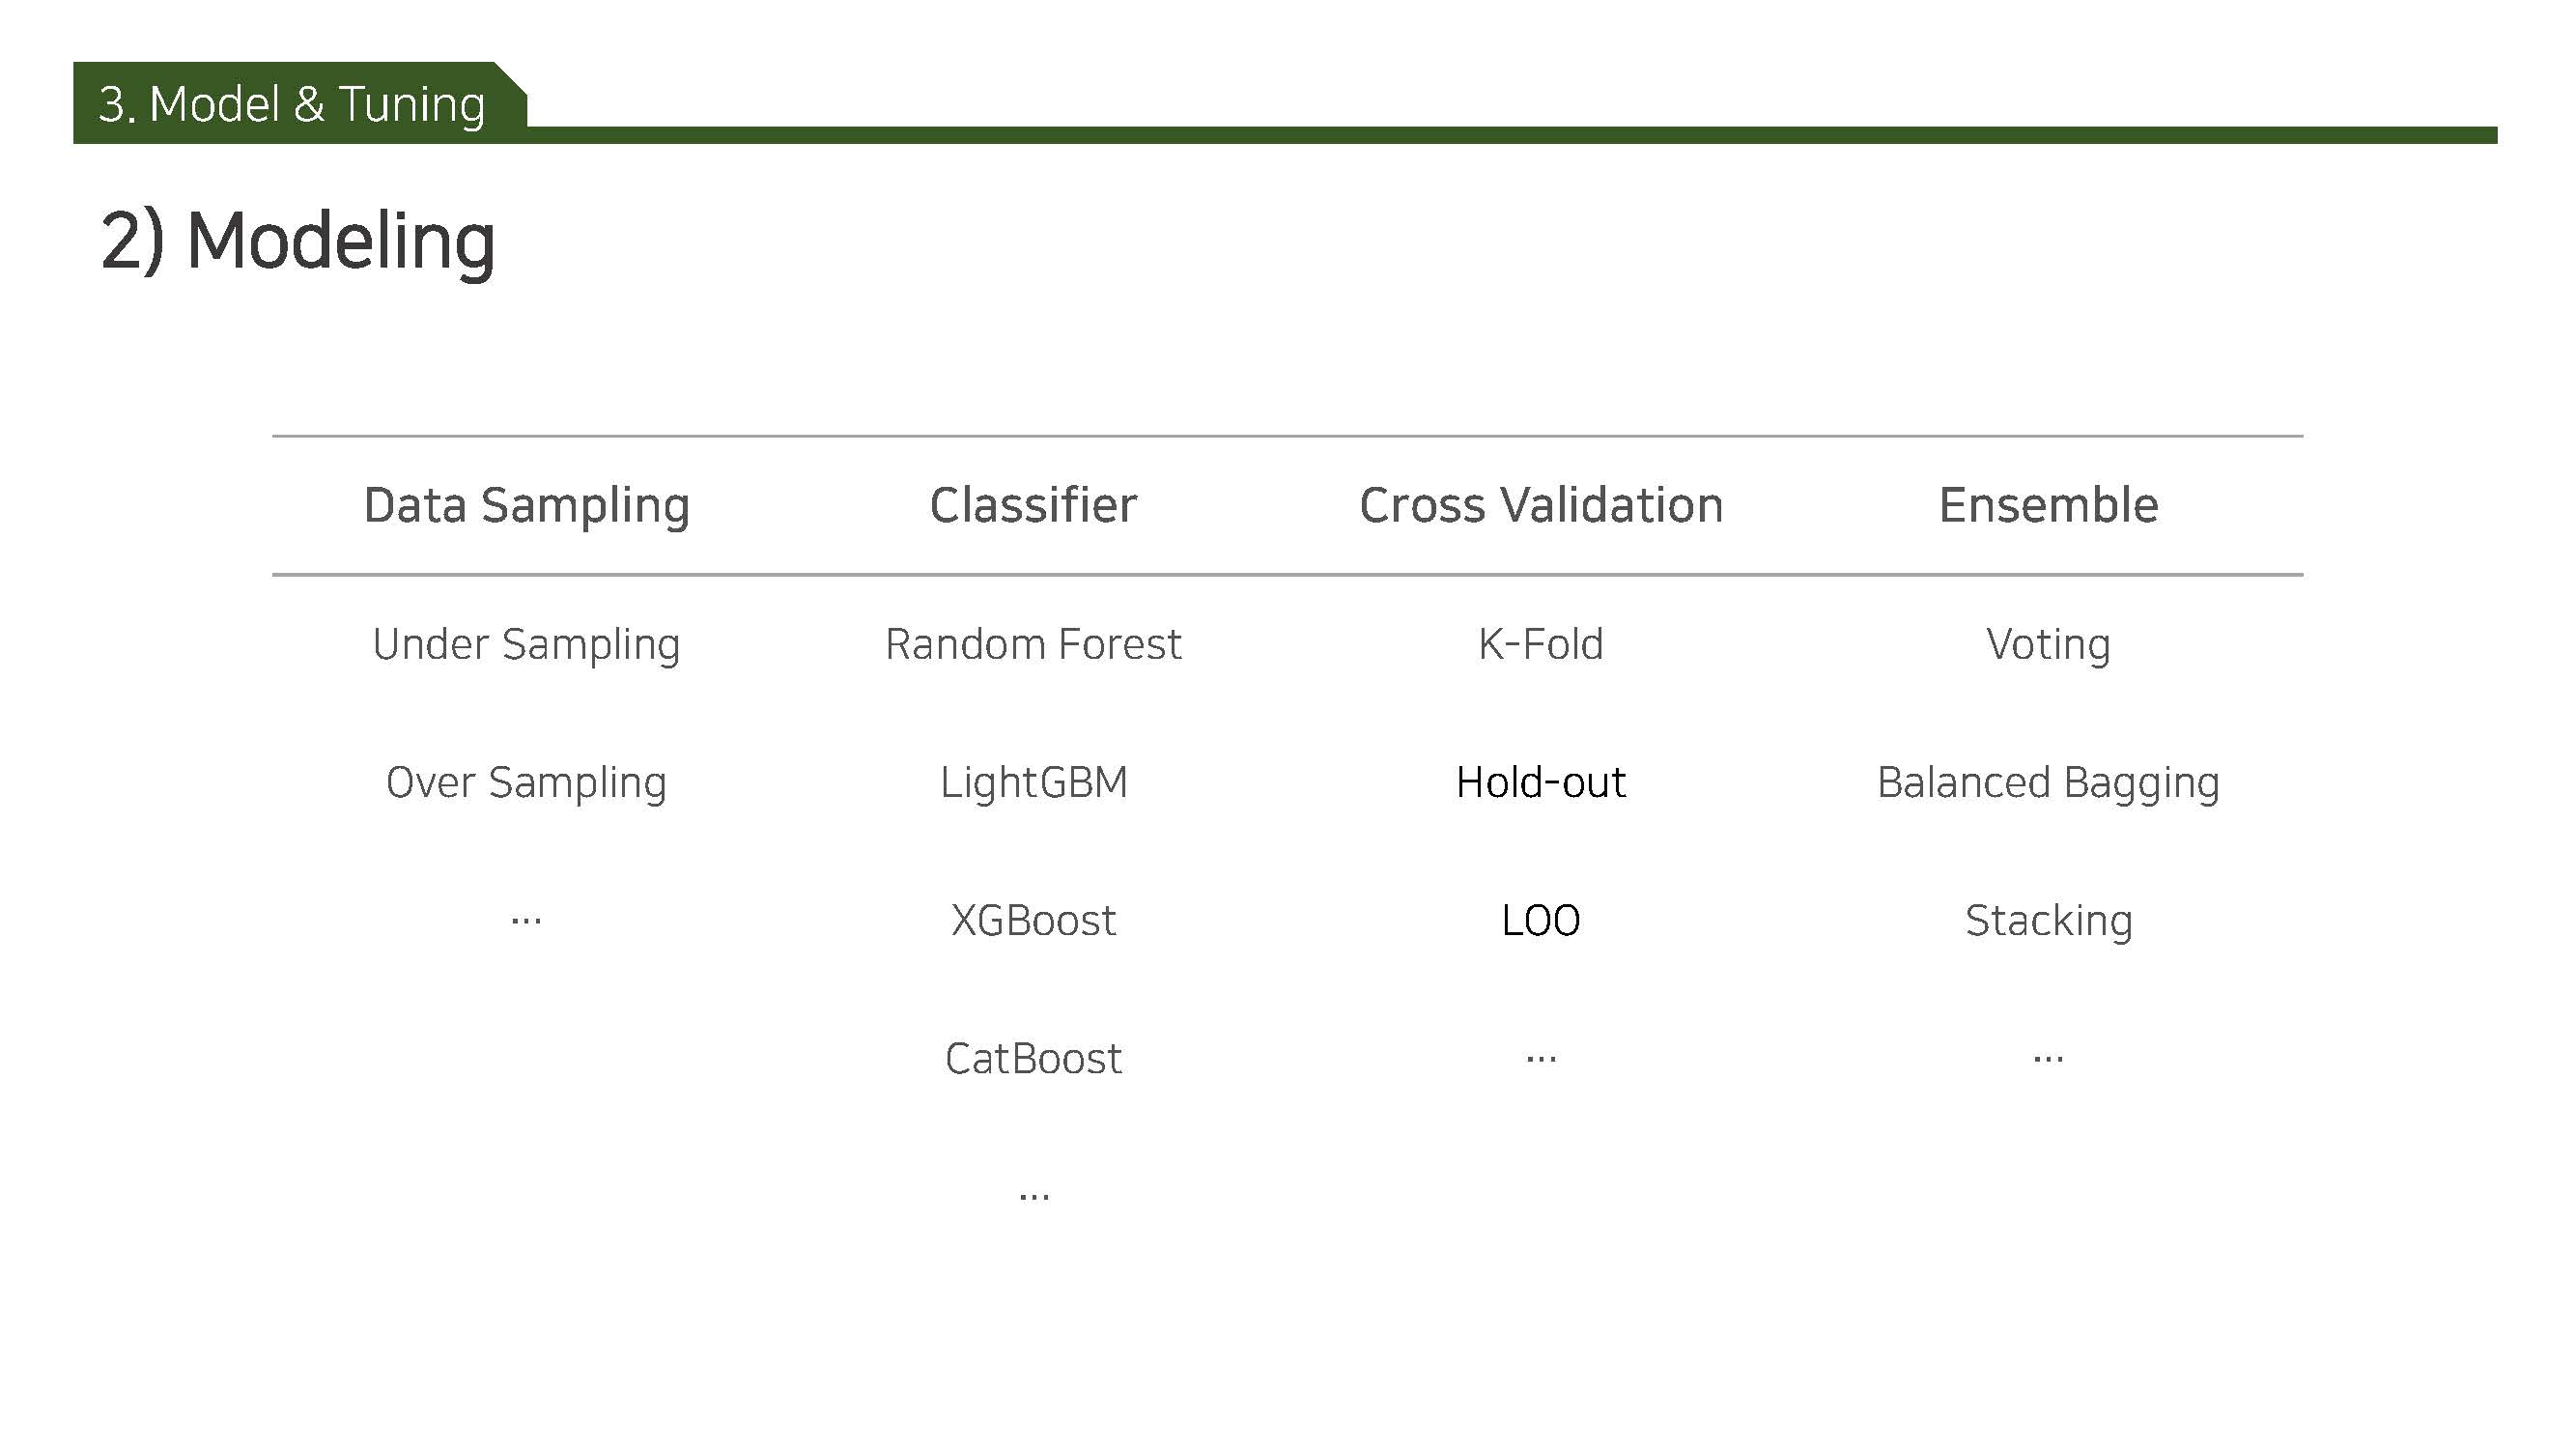 3. Model & Tuning
2) Modeling
Data Sampling Classifier Cross Validation Ensemble
Under Sampling Random Forest K-Fold Voting
Over Sampling LightGBM Hold-out Balanced Bagging
... XGBoost LOO Stacking
CatBoost ... ...
...